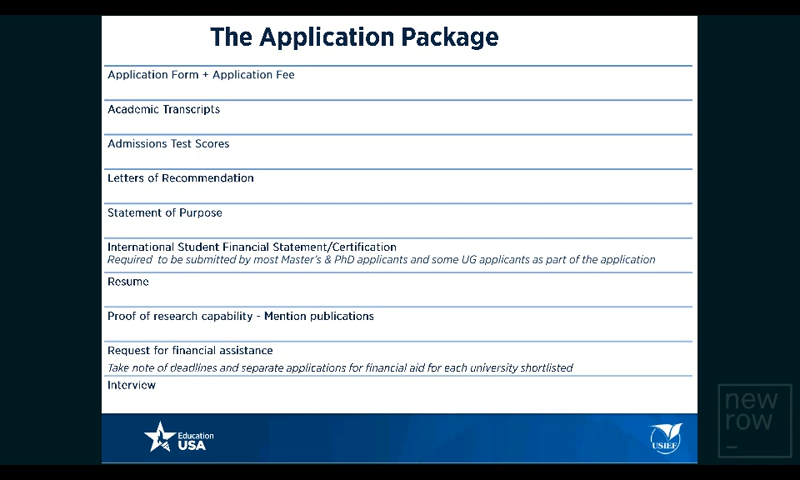 The Application Package
Application Form + Application Fee
Academic Transcripts
Admissions Test Scores
Letters of Recommendation
Statement of Purpose
International Student Financial Statement/Certification
Required to be submitted by most Master's & PhD applicants and some UG applicants as part of the application
Resume
Proof of research capability - Mention publications
Request for financial assistance
Take note of deadlines and separate applications for financial aid for each university shortlisted
Interview
Education
USA
USIEF
new
row